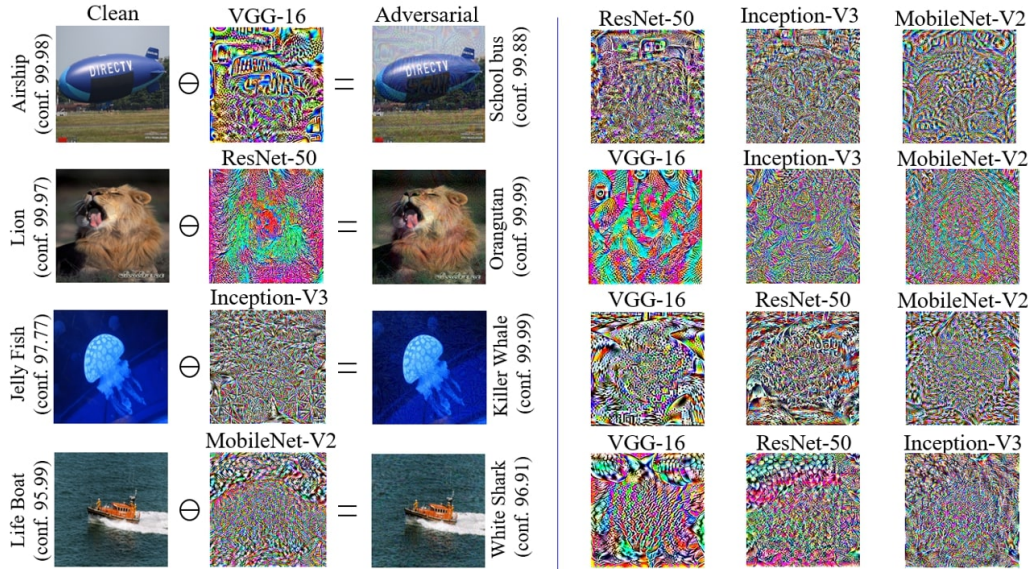 Clean VGG-16 Adversarial ResNet-50 Inception-V3 MobileNet-V2
Airship
(conf. 99.98)
DIRECTV
⊖ =
School bus
(conf. 99.88)
ResNet-50 VGG-16 Inception-V3 MobileNet-V2
Lion
(conf. 99.97)
⊖ =
Orangutan
(conf. 99.99)
Inception-V3 VGG-16 ResNet-50 MobileNet-V2
Jelly Fish
(conf. 97.77)
⊖ =
Killer Whale
(conf. 99.99)
MobileNet-V2 VGG-16 ResNet-50 Inception-V3
Life Boat
(conf. 95.99)
⊖ =
White Shark
(conf. 96.91)